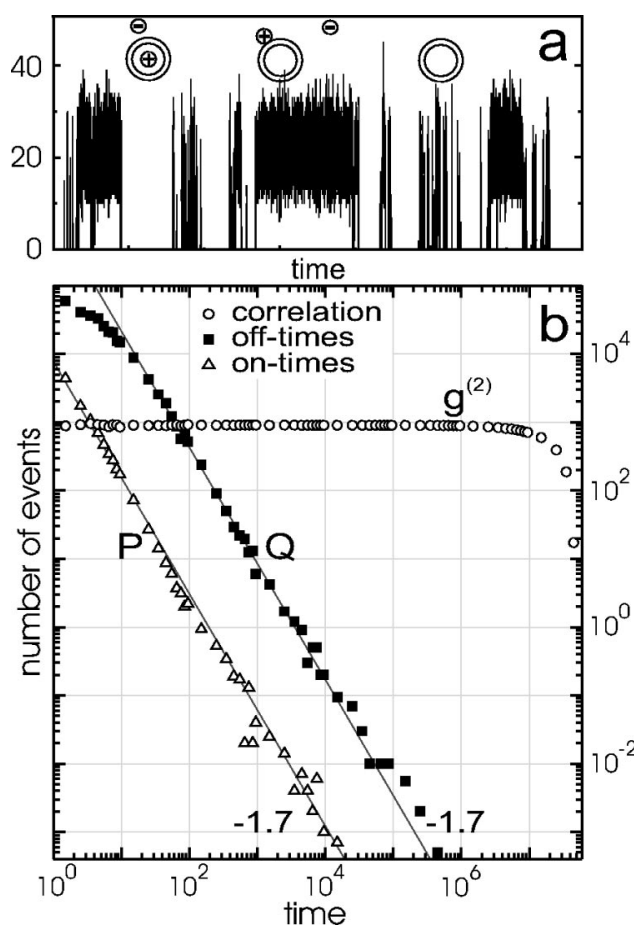 a
40
20
0
time
b
correlation
off-times
on-times
g(2)
P
Q
-1.7
-1.7
number of events
10^4
10^2
10^0
10^-2
10^0 10^2 10^4 10^6
time